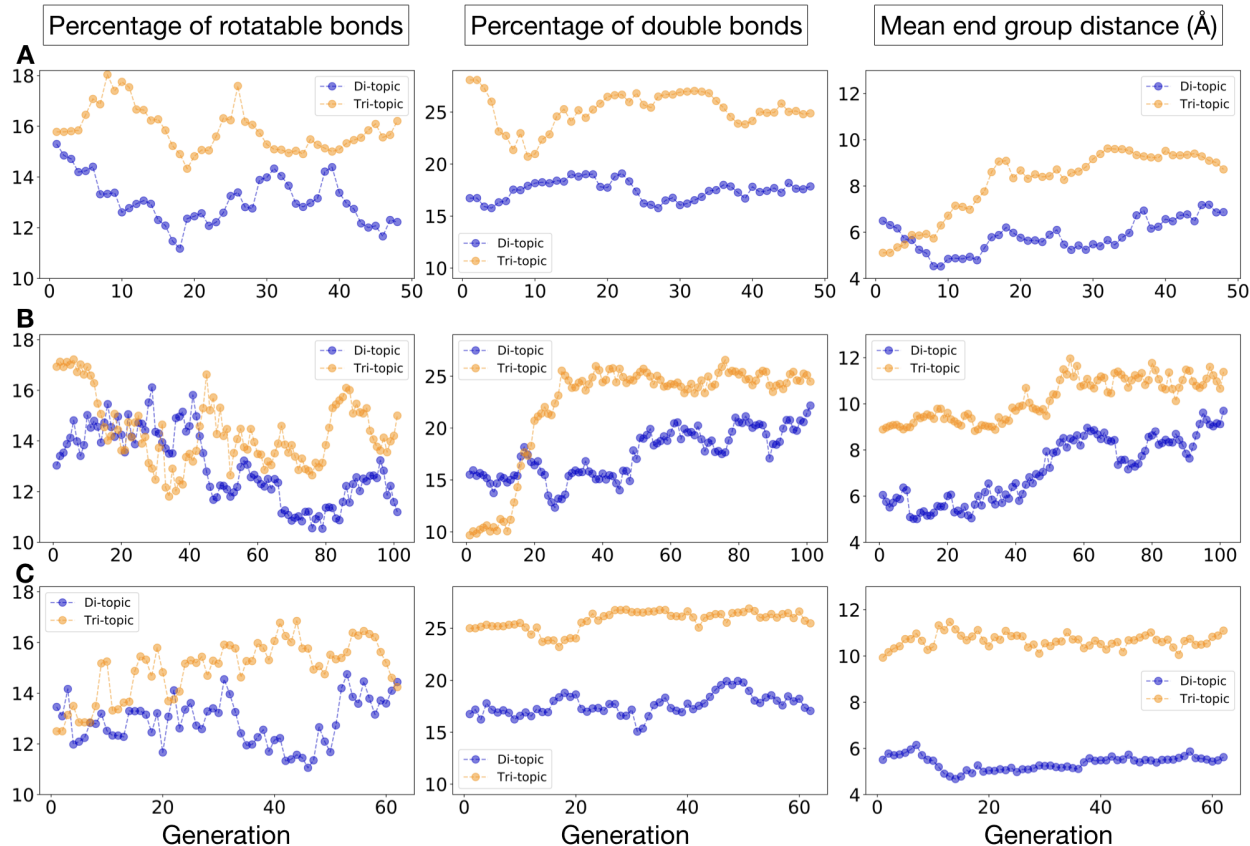 Percentage of rotatable bonds
Percentage of double bonds
Mean end group distance (Å)
A
18
16
14
12
10
0 10 20 30 40 50
Di-topic
Tri-topic
25
20
15
10
0 10 20 30 40 50
Di-topic
Tri-topic
12
10
8
6
4
0 10 20 30 40 50
Di-topic
Tri-topic
B
18
16
14
12
10
0 20 40 60 80 100
Di-topic
Tri-topic
25
20
15
10
0 20 40 60 80 100
Di-topic
Tri-topic
12
10
8
6
4
0 20 40 60 80 100
Di-topic
Tri-topic
C
18
16
14
12
10
0 20 40 60
Di-topic
Tri-topic
Generation
25
20
15
10
0 20 40 60
Di-topic
Tri-topic
Generation
12
10
8
6
4
0 20 40 60
Di-topic
Tri-topic
Generation